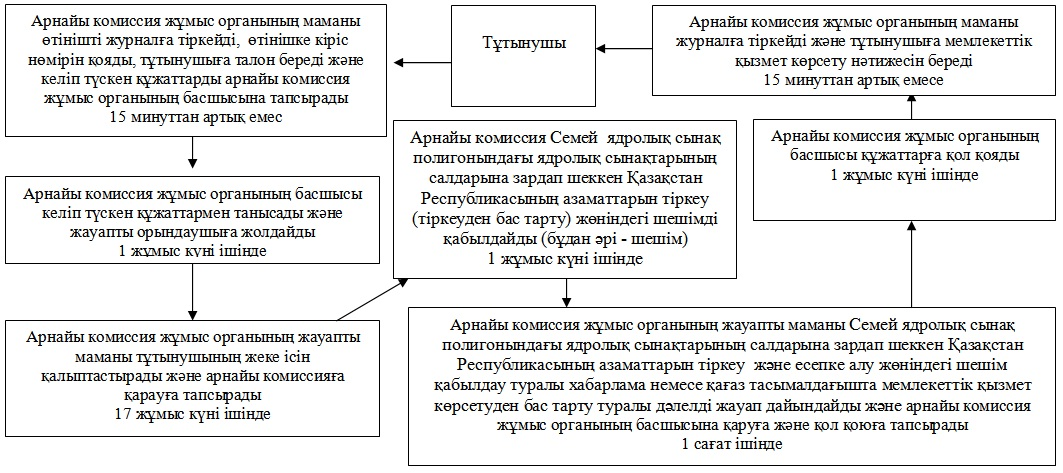 Тұтынушы
Арнайы комиссия жұмыс органының маманы
өтінішті журналға тіркейді, өтінішке кіріс
нөмірін қояды, тұтынушыға талон береді және
келіп түскен құжаттарды арнайы комиссия
жұмыс органының басшысына тапсырады
15 минуттан артық емес
Арнайы комиссия жұмыс органының басшысы
келіп түскен құжаттармен танысады және
жауапты орындаушыға жолдайды
1 жұмыс күні ішінде
Арнайы комиссия жұмыс органының жауапты
маманы тұтынушының жеке ісін
қалыптастырады және арнайы комиссияға
қарауға тапсырады
17 жұмыс күні ішінде
Арнайы комиссия Семей ядролық сынақ
полигонындағы ядролық сынақтарының
салдарына зардап шеккен Қазақстан
Республикасының азаматтарын тіркеу
(тіркеуден бас тарту) жөніндегі шешімді
қабылдайды (бұдан әрі - шешім)
1 жұмыс күні ішінде
Арнайы комиссия жұмыс органының жауапты маманы Семей ядролық сынақ
полигонындағы ядролық сынақтарының салдарына зардап шеккен Қазақстан
Республикасының азаматтарын тіркеу және есепке алу жөніндегі шешім
қабылдау туралы хабарлама немесе қағаз тасымалдағышта мемлекеттік қызмет
көрсетуден бас тарту туралы дәлелді жауап дайындайды және арнайы комиссия
жұмыс органының басшысына қаруға және қол қоюға тапсырады
1 сағат ішінде
Арнайы комиссия жұмыс органының
басшысы құжаттарға қол қояды
1 жұмыс күні ішінде
Арнайы комиссия жұмыс органының маманы
журналға тіркейді және тұтынушыға мемлекеттік
қызмет көрсету нәтижесін береді
15 минуттан артық емесе